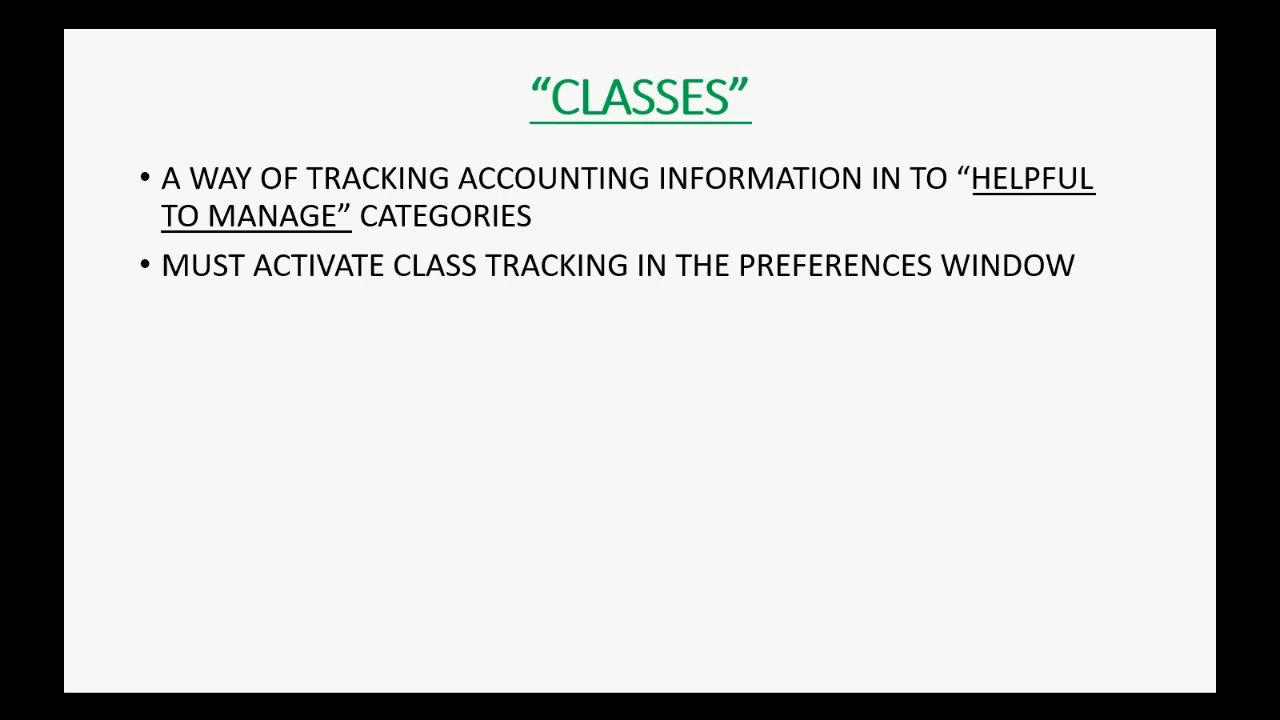 “CLASSES”
• A WAY OF TRACKING ACCOUNTING INFORMATION IN TO “HELPFUL
TO MANAGE” CATEGORIES
• MUST ACTIVATE CLASS TRACKING IN THE PREFERENCES WINDOW